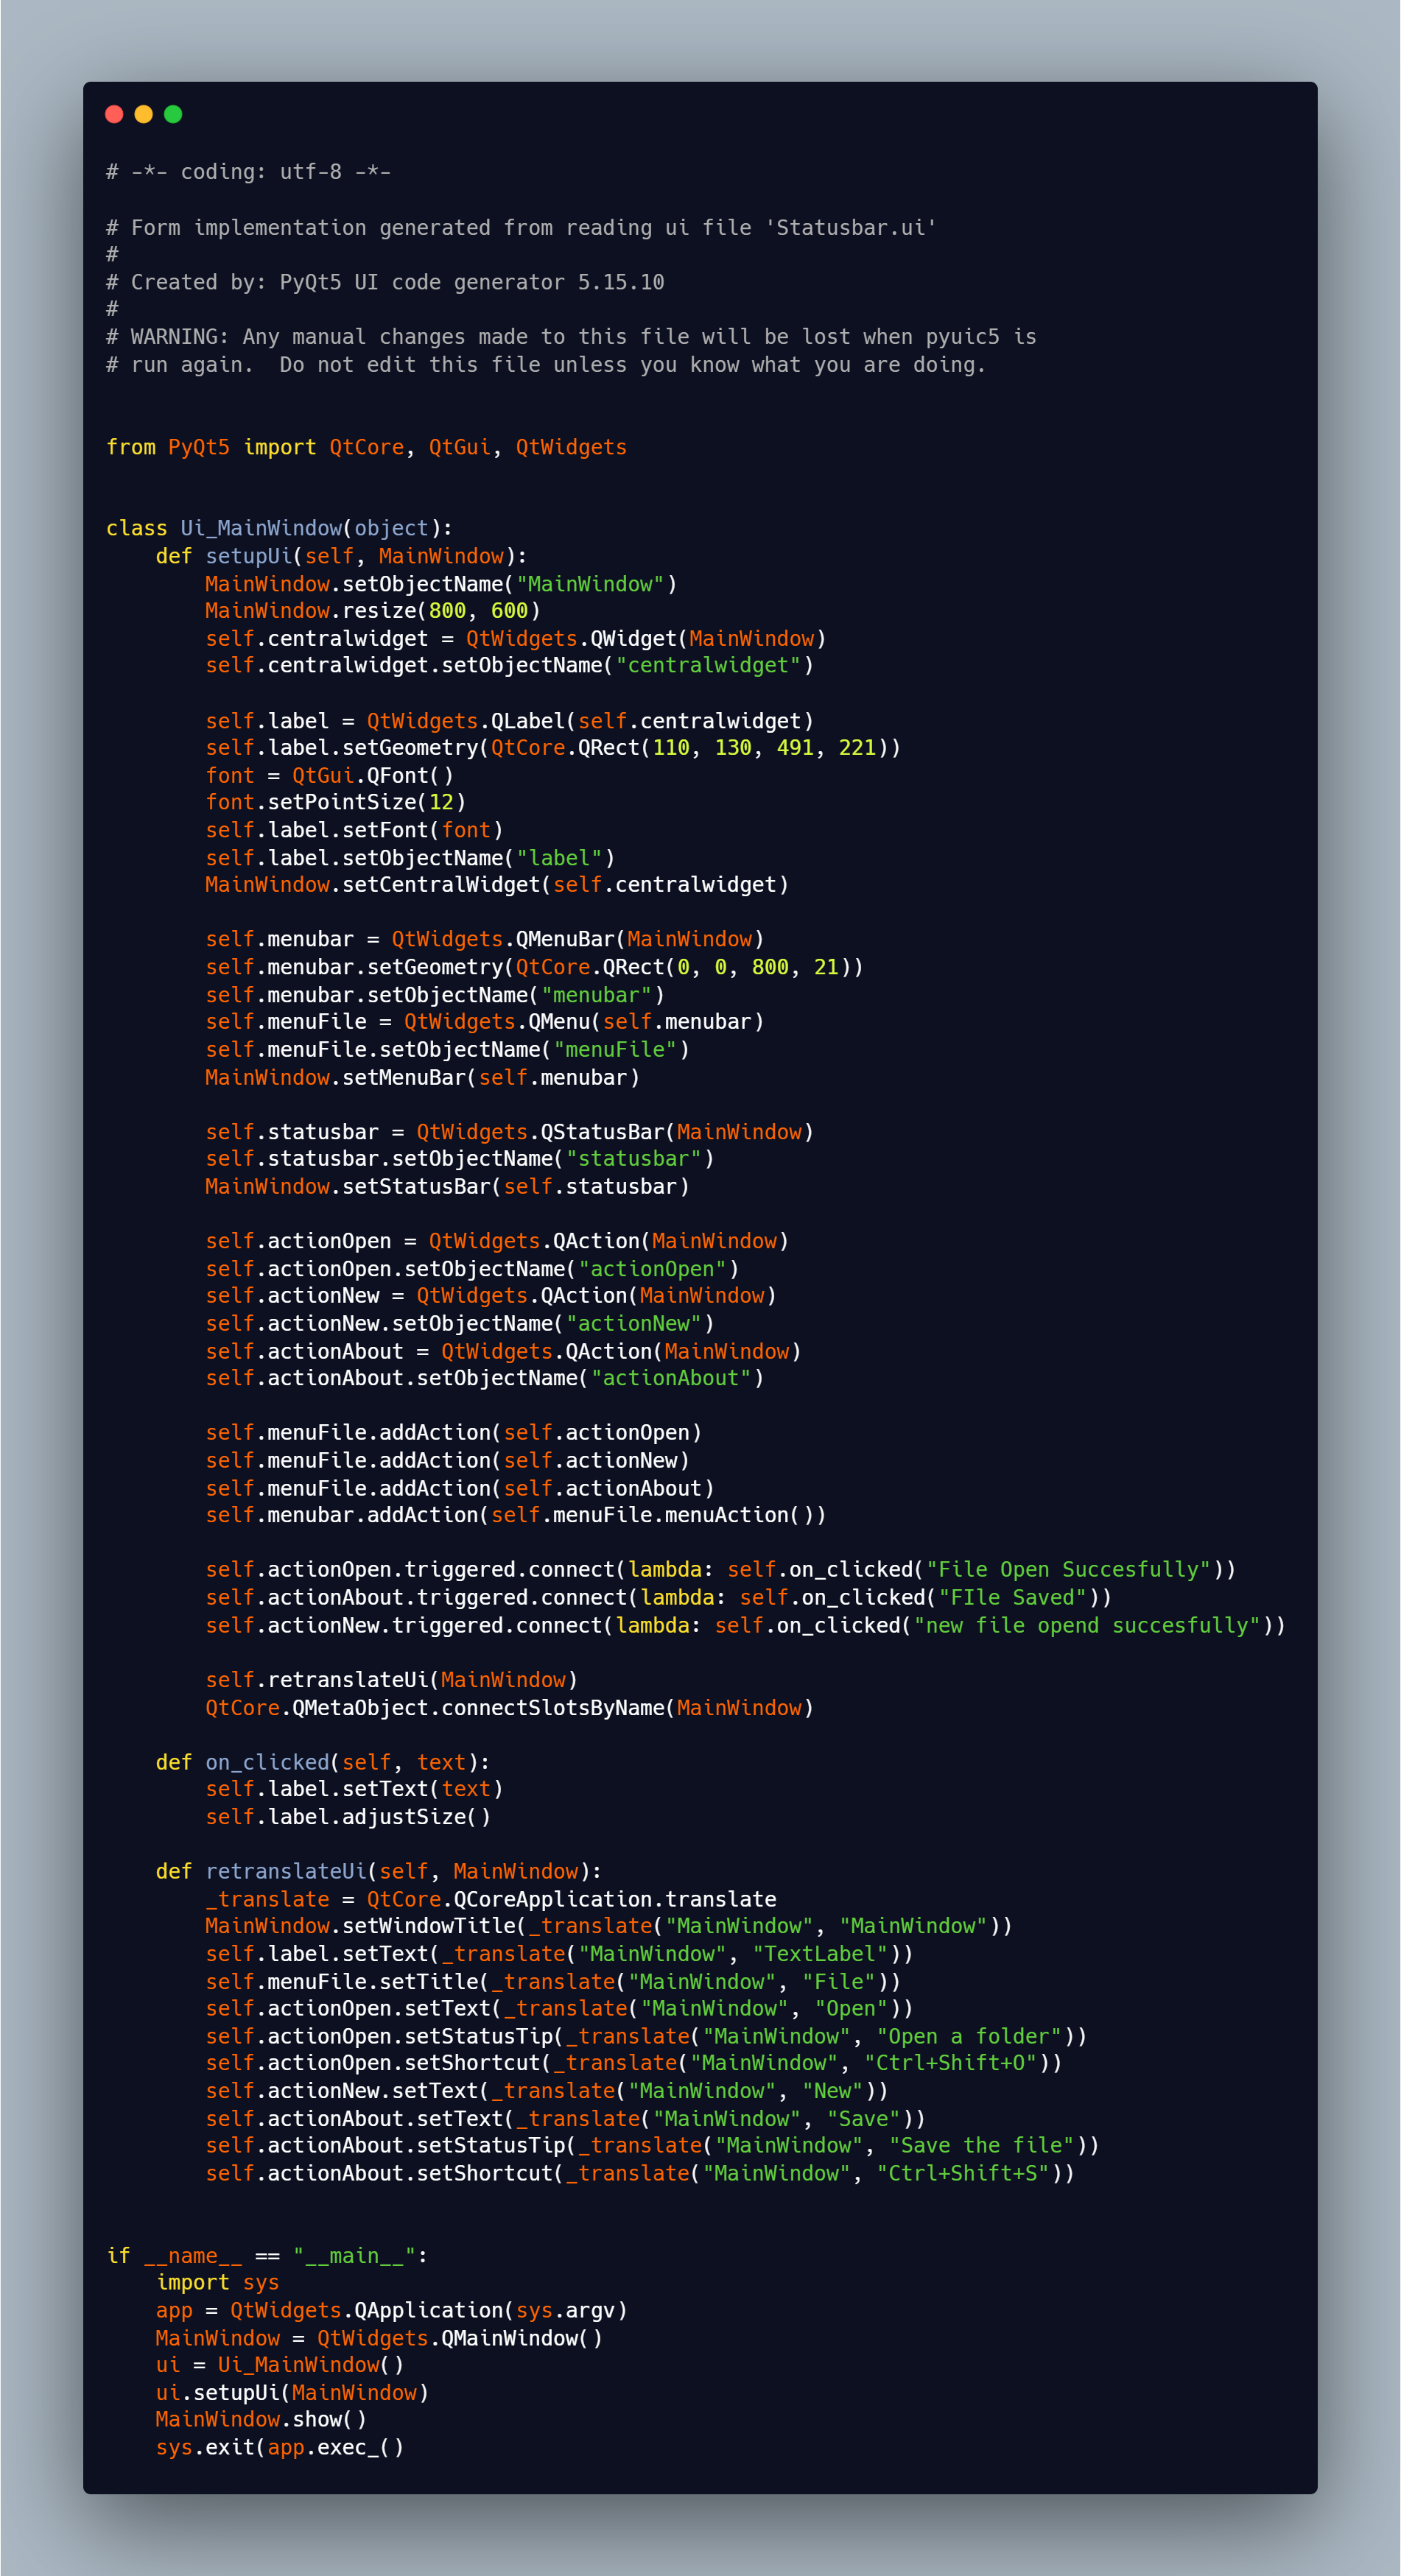 # -*- coding: utf-8 -*-

# Form implementation generated from reading ui file 'Statusbar.ui'
#
# Created by: PyQt5 UI code generator 5.15.10
#
# WARNING: Any manual changes made to this file will be lost when pyuic5 is
# run again.  Do not edit this file unless you know what you are doing.


from PyQt5 import QtCore, QtGui, QtWidgets


class Ui_MainWindow(object):
    def setupUi(self, MainWindow):
        MainWindow.setObjectName("MainWindow")
        MainWindow.resize(800, 600)
        self.centralwidget = QtWidgets.QWidget(MainWindow)
        self.centralwidget.setObjectName("centralwidget")

        self.label = QtWidgets.QLabel(self.centralwidget)
        self.label.setGeometry(QtCore.QRect(110, 130, 491, 221))
        font = QtGui.QFont()
        font.setPointSize(12)
        self.label.setFont(font)
        self.label.setObjectName("label")
        MainWindow.setCentralWidget(self.centralwidget)

        self.menubar = QtWidgets.QMenuBar(MainWindow)
        self.menubar.setGeometry(QtCore.QRect(0, 0, 800, 21))
        self.menubar.setObjectName("menubar")
        self.menuFile = QtWidgets.QMenu(self.menubar)
        self.menuFile.setObjectName("menuFile")
        MainWindow.setMenuBar(self.menubar)

        self.statusbar = QtWidgets.QStatusBar(MainWindow)
        self.statusbar.setObjectName("statusbar")
        MainWindow.setStatusBar(self.statusbar)

        self.actionOpen = QtWidgets.QAction(MainWindow)
        self.actionOpen.setObjectName("actionOpen")
        self.actionNew = QtWidgets.QAction(MainWindow)
        self.actionNew.setObjectName("actionNew")
        self.actionAbout = QtWidgets.QAction(MainWindow)
        self.actionAbout.setObjectName("actionAbout")

        self.menuFile.addAction(self.actionOpen)
        self.menuFile.addAction(self.actionNew)
        self.menuFile.addAction(self.actionAbout)
        self.menubar.addAction(self.menuFile.menuAction())

        self.actionOpen.triggered.connect(lambda: self.on_clicked("File Open Succesfully"))
        self.actionAbout.triggered.connect(lambda: self.on_clicked("FIle Saved"))
        self.actionNew.triggered.connect(lambda: self.on_clicked("new file opend succesfully"))

        self.retranslateUi(MainWindow)
        QtCore.QMetaObject.connectSlotsByName(MainWindow)

    def on_clicked(self, text):
        self.label.setText(text)
        self.label.adjustSize()

    def retranslateUi(self, MainWindow):
        _translate = QtCore.QCoreApplication.translate
        MainWindow.setWindowTitle(_translate("MainWindow", "MainWindow"))
        self.label.setText(_translate("MainWindow", "TextLabel"))
        self.menuFile.setTitle(_translate("MainWindow", "File"))
        self.actionOpen.setText(_translate("MainWindow", "Open"))
        self.actionOpen.setStatusTip(_translate("MainWindow", "Open a folder"))
        self.actionOpen.setShortcut(_translate("MainWindow", "Ctrl+Shift+O"))
        self.actionNew.setText(_translate("MainWindow", "New"))
        self.actionAbout.setText(_translate("MainWindow", "Save"))
        self.actionAbout.setStatusTip(_translate("MainWindow", "Save the file"))
        self.actionAbout.setShortcut(_translate("MainWindow", "Ctrl+Shift+S"))


if __name__ == "__main__":
    import sys
    app = QtWidgets.QApplication(sys.argv)
    MainWindow = QtWidgets.QMainWindow()
    ui = Ui_MainWindow()
    ui.setupUi(MainWindow)
    MainWindow.show()
    sys.exit(app.exec_()